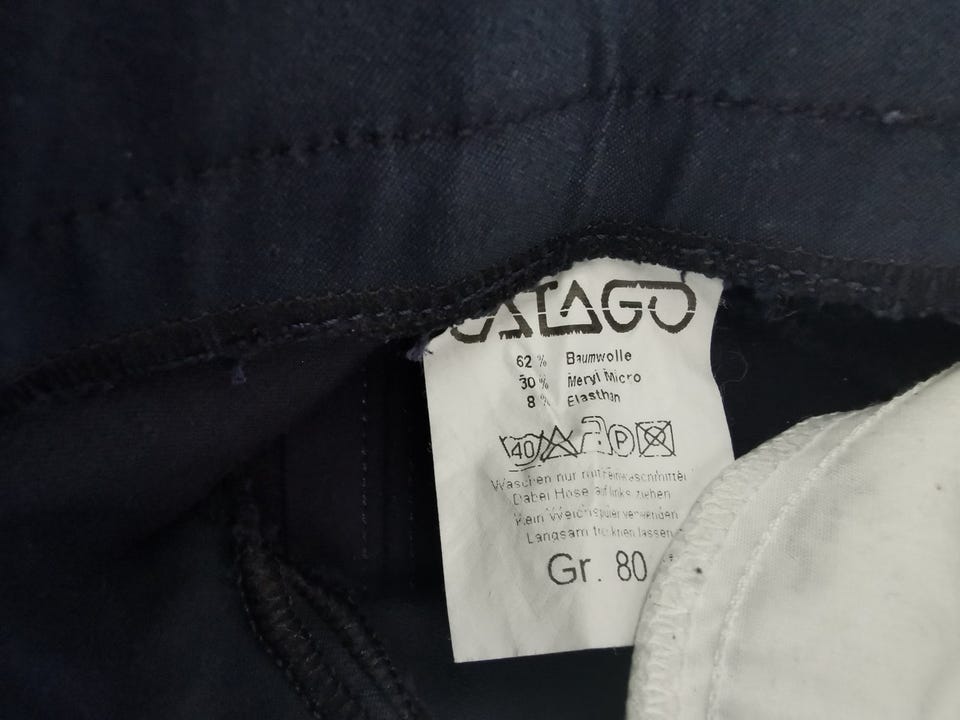 CATAGO
62 % Baumwolle
30 % Meryl Micro
8 % Elasthan
40 P
Waschen nur mit Feinwaschmittel
Dabei Hose auf links ziehen
Kein Weichspüler verwenden
Langsam trocknen lassen
Gr. 80